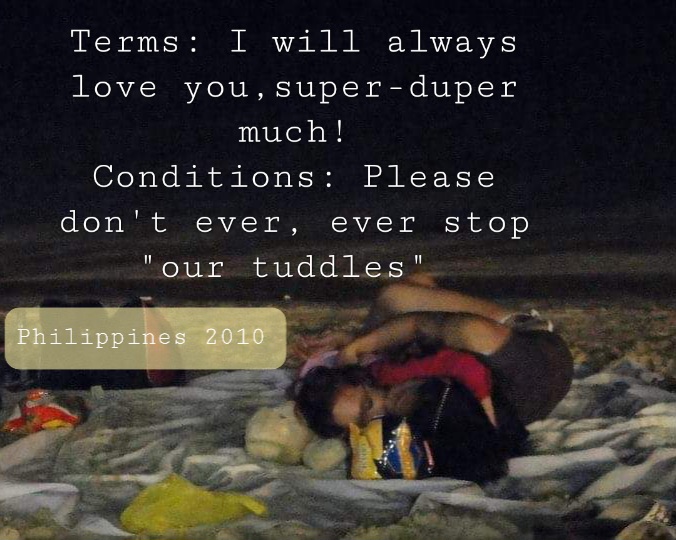 Terms: I will always
love you,super-duper
much!
Conditions: Please
don't ever, ever stop
"our tuddles"
Philippines 2010